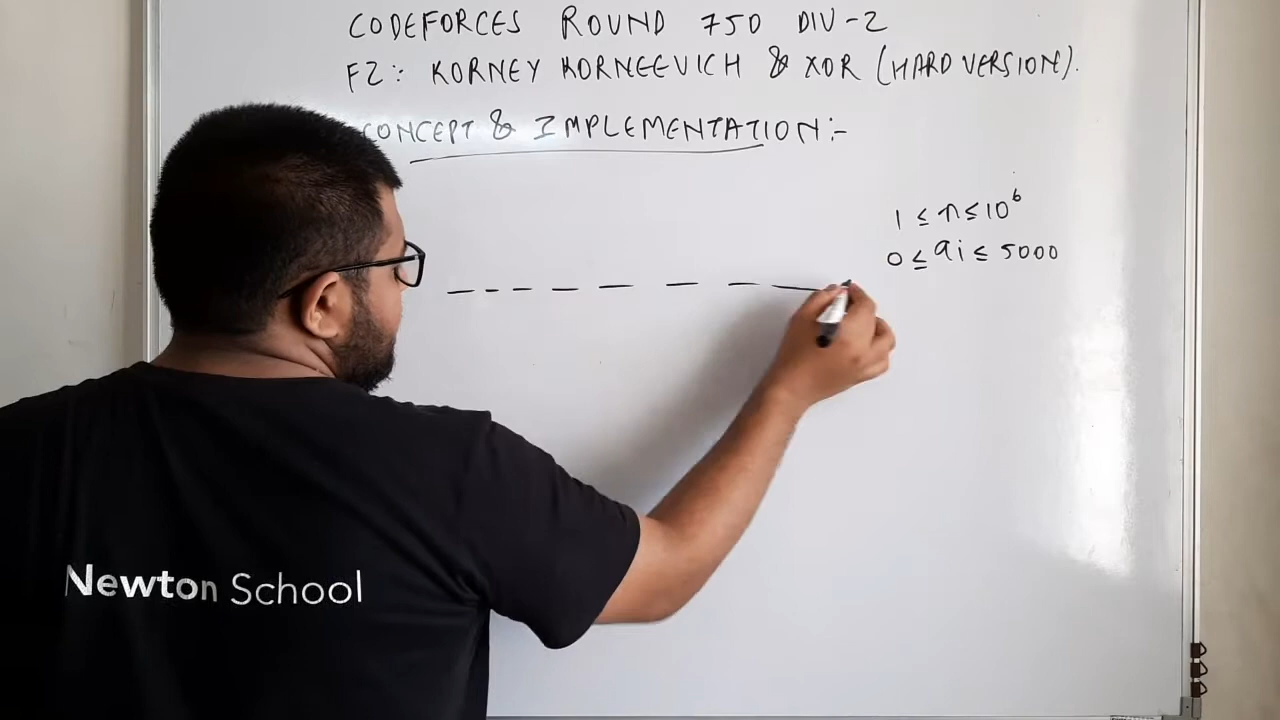 CODEFORCES ROUND 750 DIV-2
F2:- KORNEY KORNEEVICH & XOR (HARD VERSION).
CONCEPT & IMPLEMENTATION:-
1 ≤ n ≤ 10⁶
0 ≤ ai ≤ 5000
Newton School